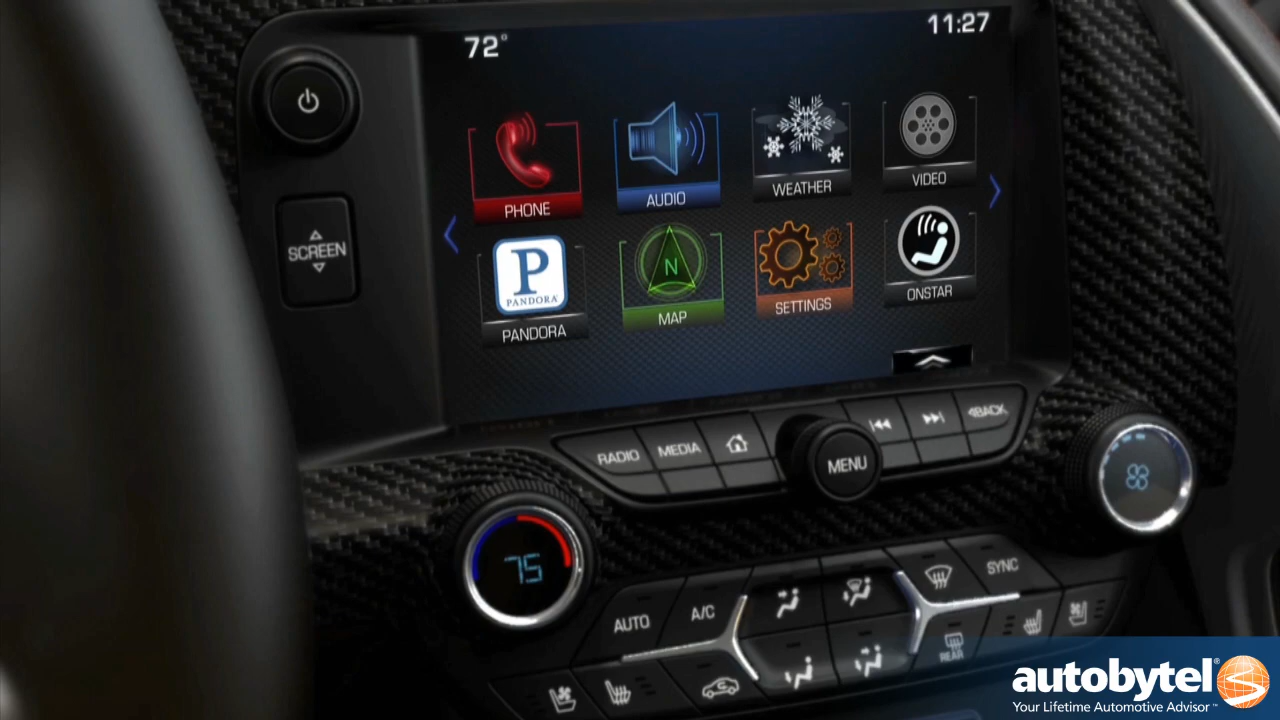 72°
11:27
PHONE
AUDIO
WEATHER
VIDEO
P
PANDORA
PANDORA
N
MAP
SETTINGS
ONSTAR
SCREEN
RADIO
MEDIA
MENU
BACK
75
AUTO
A/C
SYNC
REAR
autobytel®
Your Lifetime Automotive Advisor™